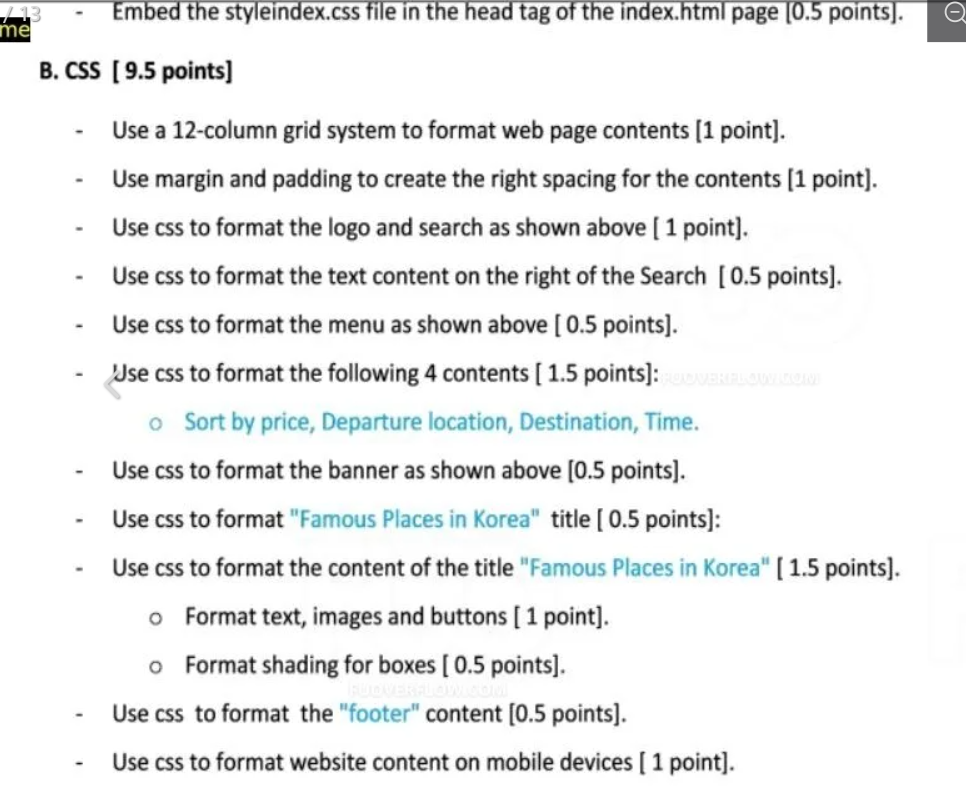 / 13
me
- Embed the styleindex.css file in the head tag of the index.html page [0.5 points].
B. CSS [ 9.5 points]
- Use a 12-column grid system to format web page contents [1 point].
- Use margin and padding to create the right spacing for the contents [1 point].
- Use css to format the logo and search as shown above [ 1 point].
- Use css to format the text content on the right of the Search [ 0.5 points].
- Use css to format the menu as shown above [ 0.5 points].
- Use css to format the following 4 contents [ 1.5 points]:
FUOVERFLOW.COM
o Sort by price, Departure location, Destination, Time.
- Use css to format the banner as shown above [0.5 points].
- Use css to format "Famous Places in Korea" title [ 0.5 points]:
- Use css to format the content of the title "Famous Places in Korea" [ 1.5 points].
o Format text, images and buttons [ 1 point].
o Format shading for boxes [ 0.5 points].
FUOVERFLOW.COM
- Use css to format the "footer" content [0.5 points].
- Use css to format website content on mobile devices [ 1 point].